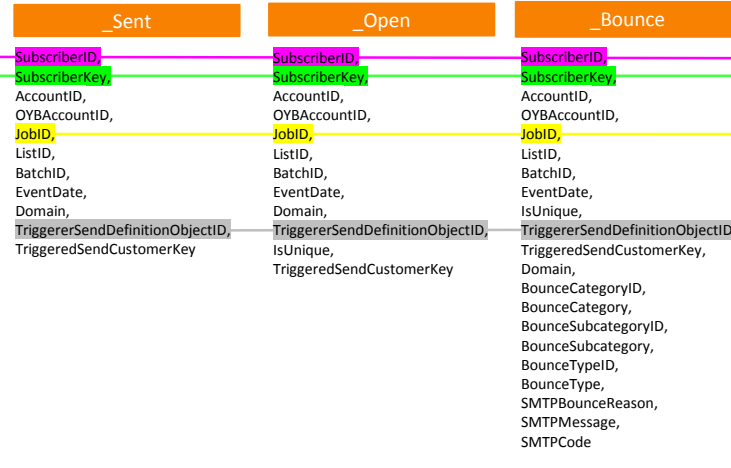 _Sent
SubscriberID,
SubscriberKey,
AccountID,
OYBAccountID,
JobID,
ListID,
BatchID,
EventDate,
Domain,
TriggererSendDefinitionObjectID,
TriggeredSendCustomerKey
_Open
SubscriberID,
SubscriberKey,
AccountID,
OYBAccountID,
JobID,
ListID,
BatchID,
EventDate,
Domain,
TriggererSendDefinitionObjectID,
IsUnique,
TriggeredSendCustomerKey
_Bounce
SubscriberID,
SubscriberKey,
AccountID,
OYBAccountID,
JobID,
ListID,
BatchID,
EventDate,
IsUnique,
TriggererSendDefinitionObjectID
TriggeredSendCustomerKey,
Domain,
BounceCategoryID,
BounceCategory,
BounceSubcategoryID,
BounceSubcategory,
BounceTypeID,
BounceType,
SMTPBounceReason,
SMTPMessage,
SMTPCode